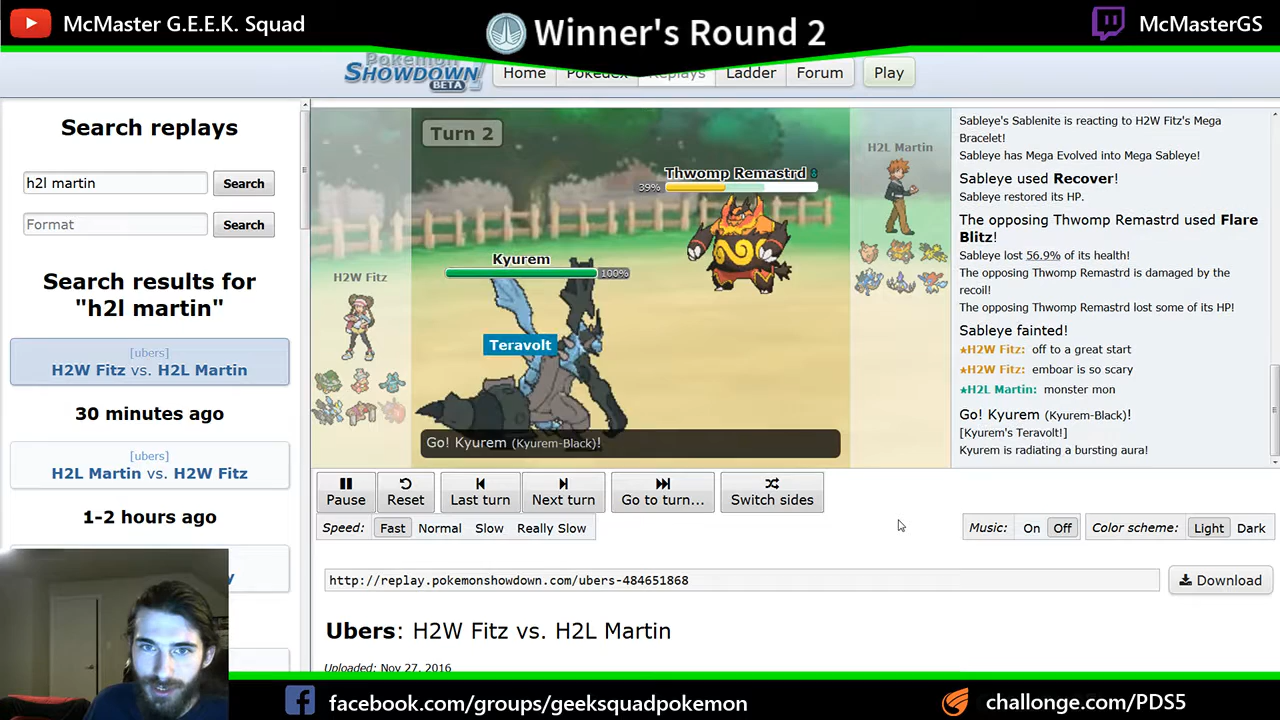 McMaster G.E.E.K. Squad
Winner's Round 2
McMasterGS
Pokémon
SHOWDOWN!
BETA
Home
Pokédex
Replays
Ladder
Forum
Play
Search replays
h2l martin
Search
Format
Search
Search results for
"h2l martin"
[ubers]
H2W Fitz vs. H2L Martin
30 minutes ago
[ubers]
H2L Martin vs. H2W Fitz
1-2 hours ago
Turn 2
Thwomp Remastrd
39%
Kyurem
100%
Teravolt
H2W Fitz
H2L Martin
Go! Kyurem (Kyurem-Black)!
Sableye's Sablenite is reacting to H2W Fitz's Mega
Bracelet!
Sableye has Mega Evolved into Mega Sableye!
Sableye used Recover!
Sableye restored its HP.
The opposing Thwomp Remastrd used Flare
Blitz!
Sableye lost 56.9% of its health!
The opposing Thwomp Remastrd is damaged by the
recoil!
The opposing Thwomp Remastrd lost some of its HP!
Sableye fainted!
★H2W Fitz: off to a great start
★H2W Fitz: emboar is so scary
★H2L Martin: monster mon
Go! Kyurem (Kyurem-Black)!
[Kyurem's Teravolt!]
Kyurem is radiating a bursting aura!
Pause
Reset
Last turn
Next turn
Go to turn...
Switch sides
Speed: Fast Normal Slow Really Slow
Music: On Off
Color scheme: Light Dark
http://replay.pokemonshowdown.com/ubers-484651868
Download
Ubers: H2W Fitz vs. H2L Martin
Uploaded: Nov 27, 2016
facebook.com/groups/geeksquadpokemon
challonge.com/PDS5